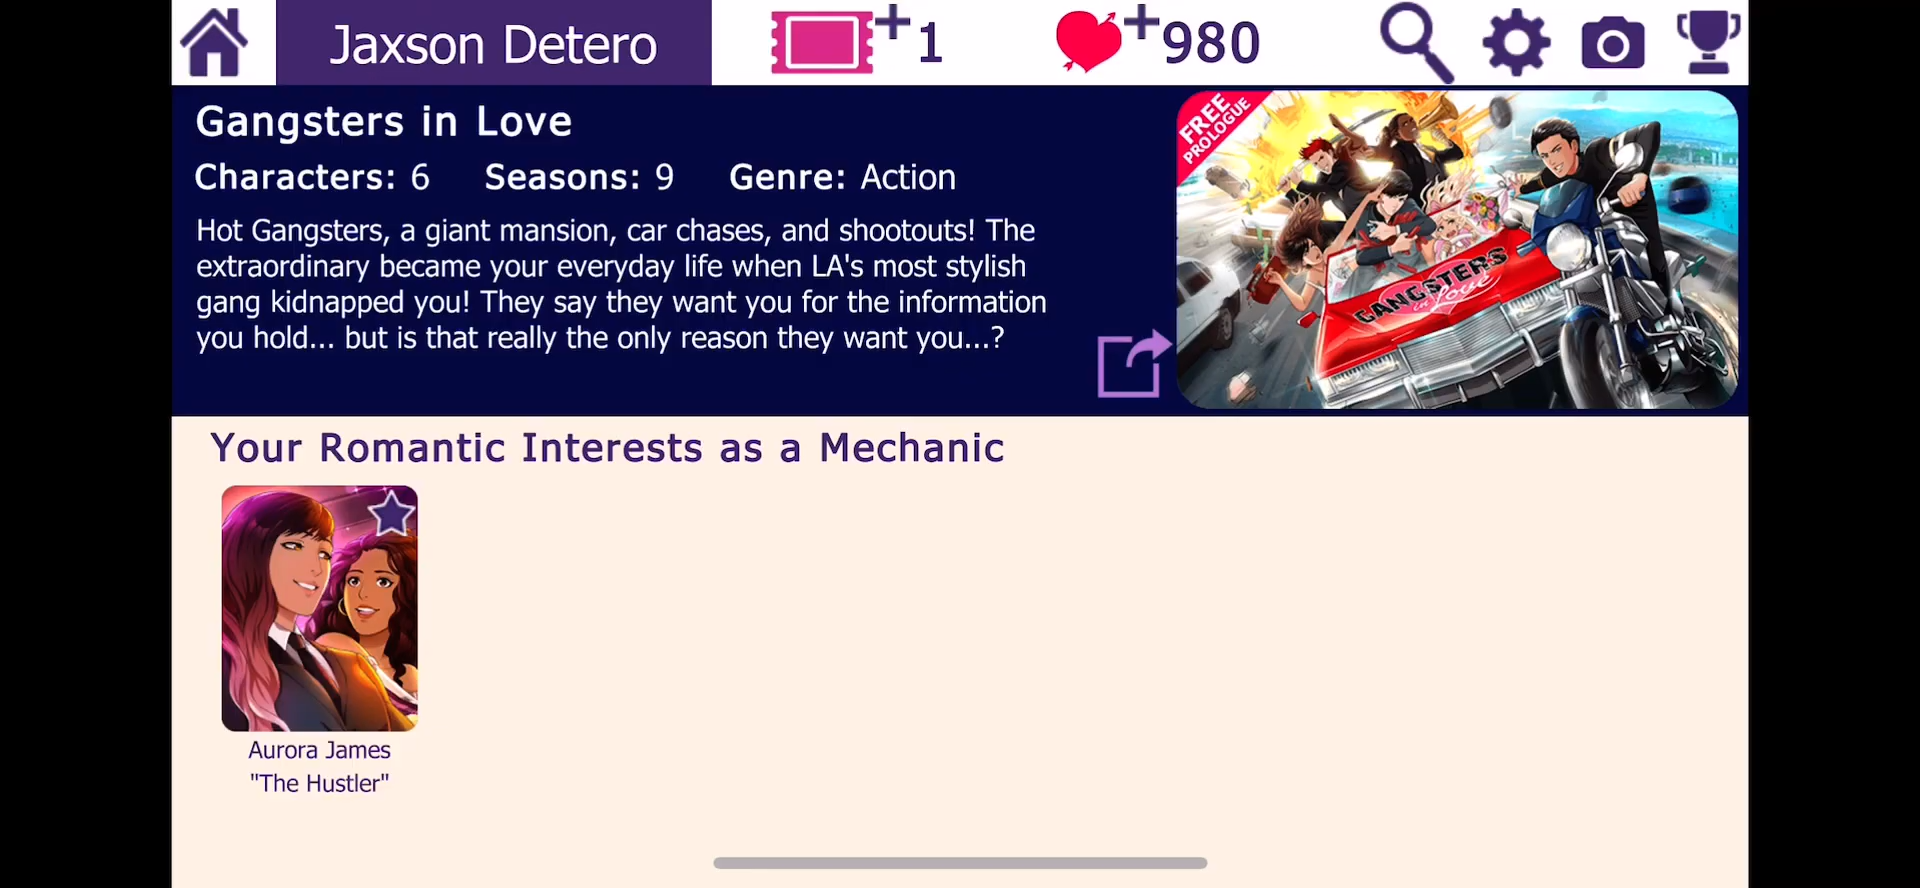 Jaxson Detero
+1
+980
Gangsters in Love
Characters: 6 Seasons: 9 Genre: Action
Hot Gangsters, a giant mansion, car chases, and shootouts! The
extraordinary became your everyday life when LA's most stylish
gang kidnapped you! They say they want you for the information
you hold... but is that really the only reason they want you...?
FREE
PROLOGUE
GANGSTERS
in Love
Your Romantic Interests as a Mechanic
Aurora James
"The Hustler"